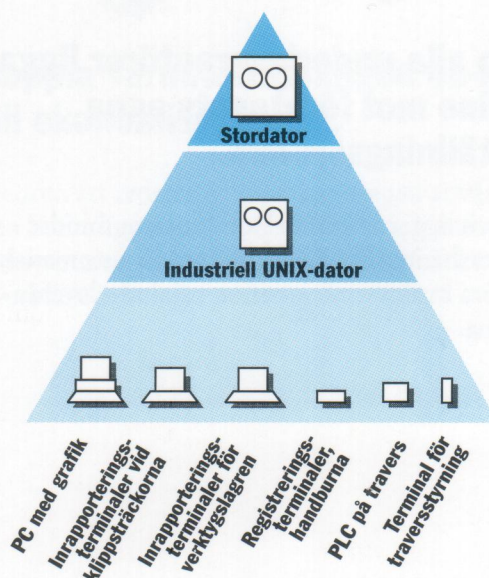 Stordator
Industriell UNIX-dator
PC med grafik
Inrapporterings-
terminaler vid
klippsträckorna
Inrapporterings-
terminaler för
verktygslagren
Registrerings-
terminaler,
handburna
PLC på travers
Terminal för
traversstyrning